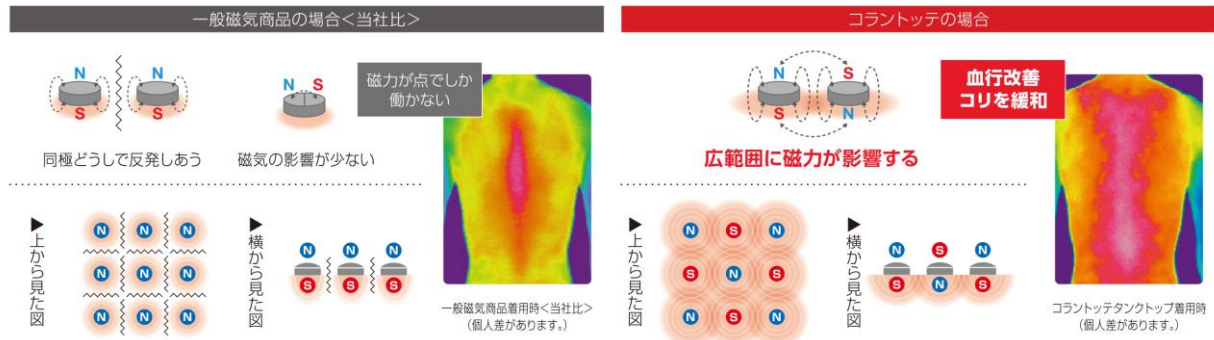 一般磁気商品の場合＜当社比＞
N N
S S
同極どうしで反発しあう
N S
磁気の影響が少ない
磁力が点でしか
働かない
▶上から見た図
N N N
N N N
N N N
▶横から見た図
N N N
S S S
一般磁気商品着用時＜当社比＞
（個人差があります。）
コラントッテの場合
N S
S N
広範囲に磁力が影響する
血行改善
コリを緩和
▶上から見た図
N S N
S N S
N S N
▶横から見た図
N S N
S N S
コラントッテタンクトップ着用時
（個人差があります。）